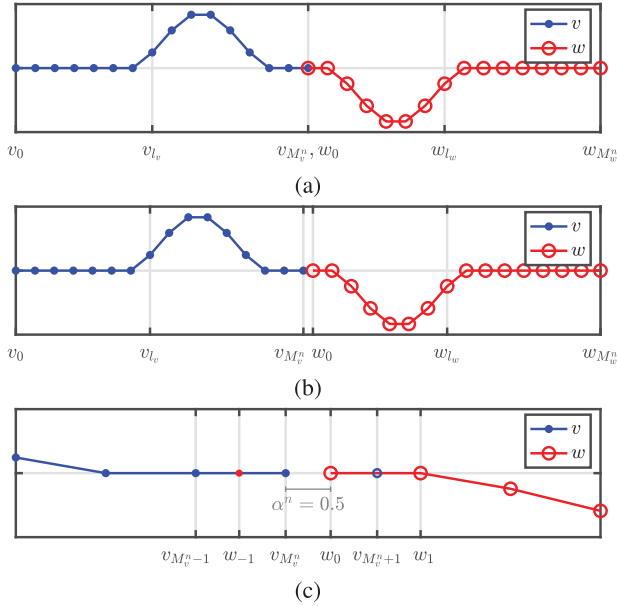 v
w
v_0 v_{l_v} v_{M_v^n}, w_0 w_{l_w} w_{M_w^n}
(a)
v
w
v_0 v_{l_v} v_{M_v^n} w_0 w_{l_w} w_{M_w^n}
(b)
v
w
α^n = 0.5
v_{M_v^n−1} w_{−1} v_{M_v^n} w_0 v_{M_v^n+1} w_1
(c)